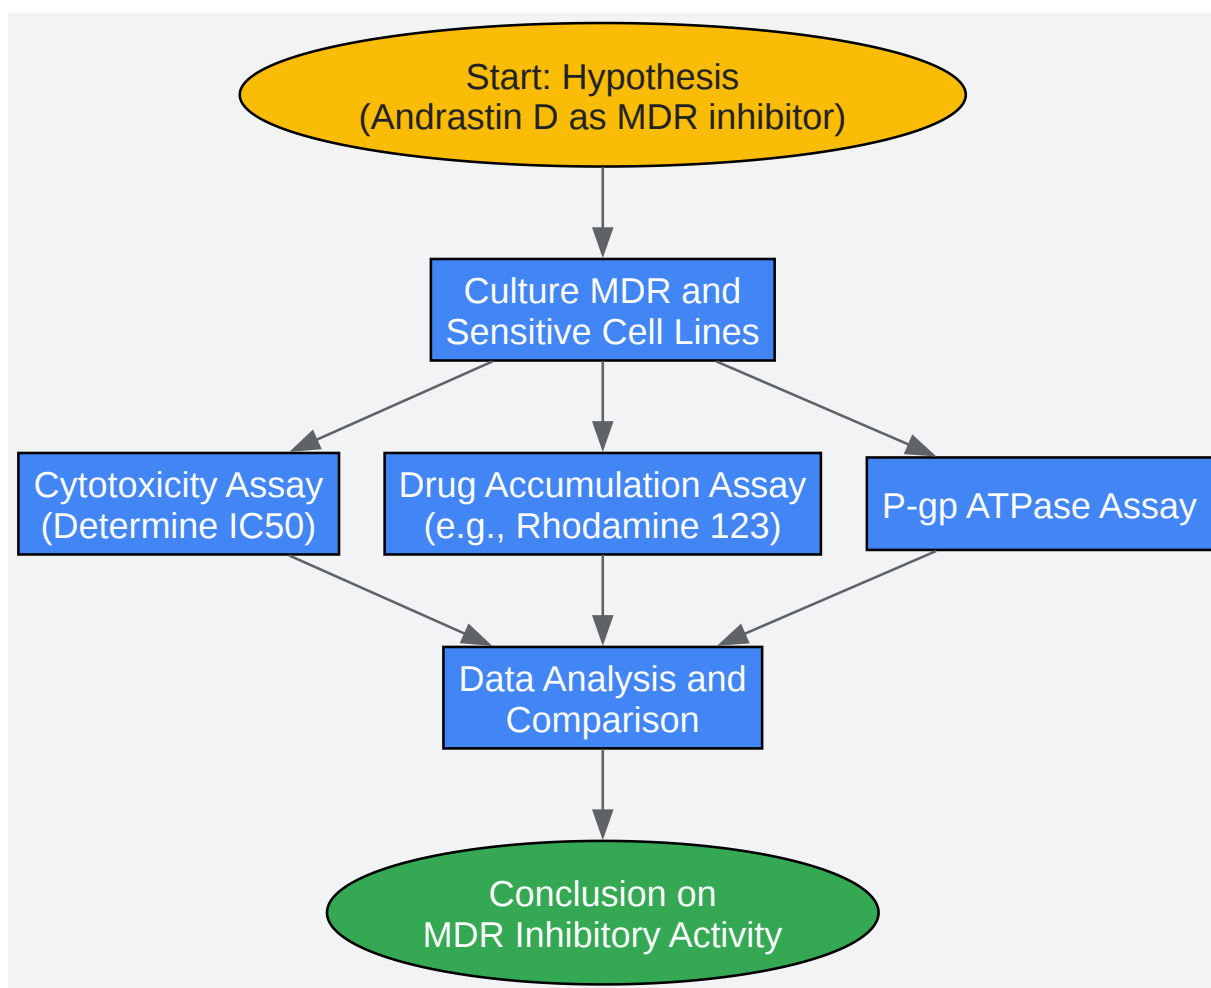 Start: Hypothesis
(Andrastin D as MDR inhibitor)
Culture MDR and
Sensitive Cell Lines
Cytotoxicity Assay
(Determine IC50)
Drug Accumulation Assay
(e.g., Rhodamine 123)
P-gp ATPase Assay
Data Analysis and
Comparison
Conclusion on
MDR Inhibitory Activity